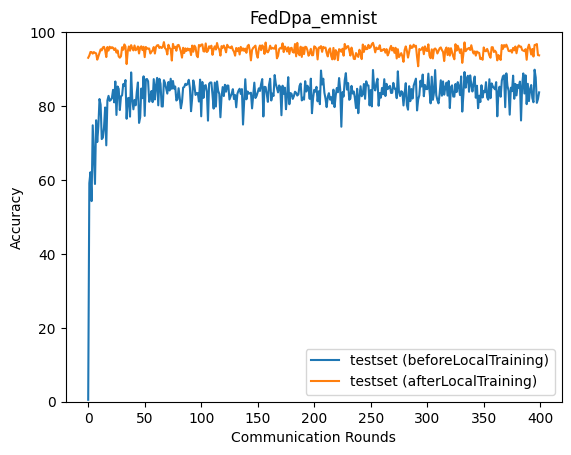 FedDpa_emnist
100
80
60
40
20
0
Accuracy
testset (beforeLocalTraining)
testset (afterLocalTraining)
0 50 100 150 200 250 300 350 400
Communication Rounds